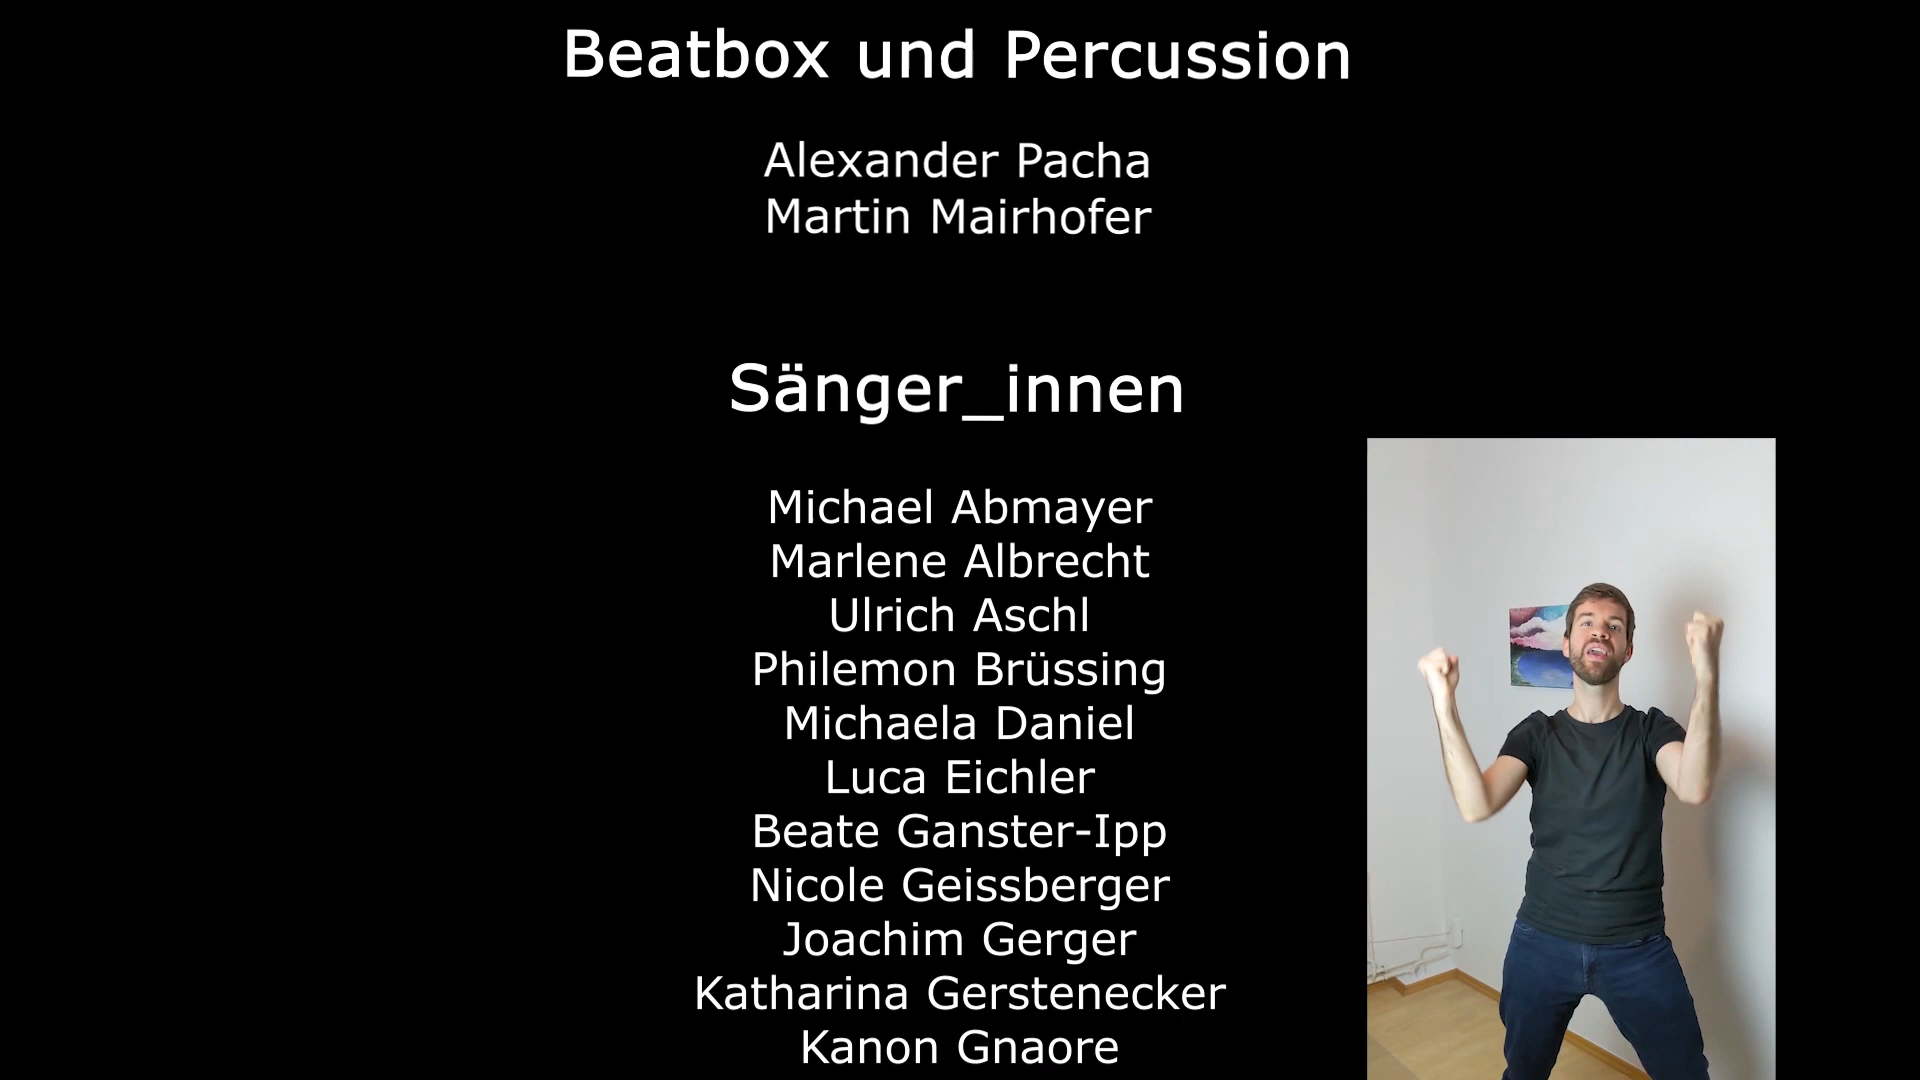 Beatbox und Percussion
Alexander Pacha
Martin Mairhofer
Sänger_innen
Michael Abmayer
Marlene Albrecht
Ulrich Aschl
Philemon Brüssing
Michaela Daniel
Luca Eichler
Beate Ganster-Ipp
Nicole Geissberger
Joachim Gerger
Katharina Gerstenecker
Kanon Gnaore